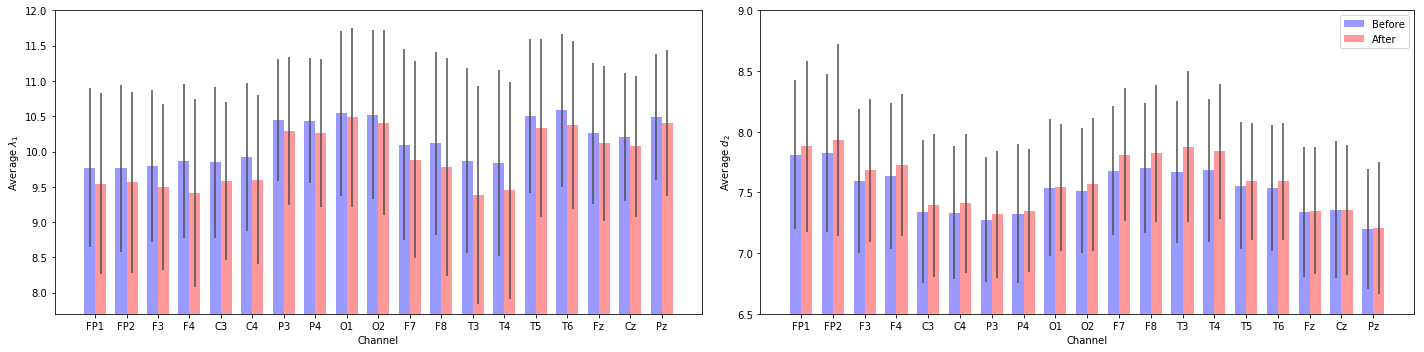 12.0
11.5
11.0
10.5
10.0
9.5
9.0
8.5
8.0
Average λ1
FP1 FP2 F3 F4 C3 C4 P3 P4 O1 O2 F7 F8 T3 T4 T5 T6 Fz Cz Pz
Channel
9.0
8.5
8.0
7.5
7.0
6.5
Average d2
Before
After
FP1 FP2 F3 F4 C3 C4 P3 P4 O1 O2 F7 F8 T3 T4 T5 T6 Fz Cz Pz
Channel